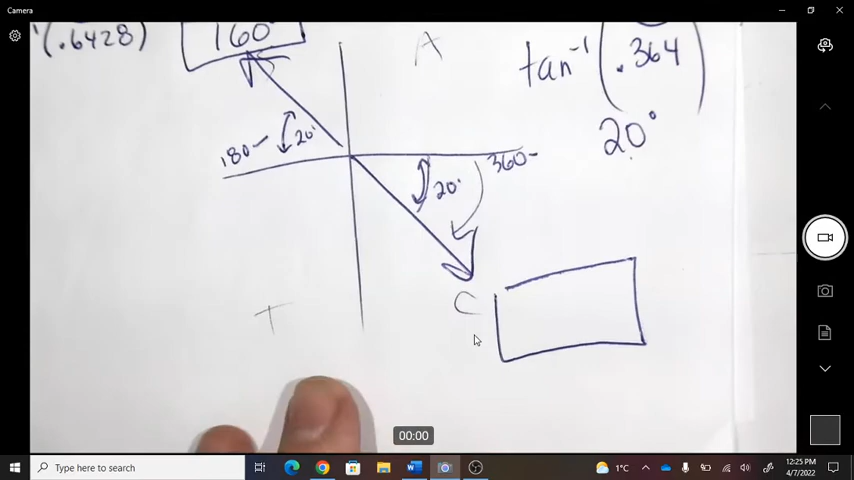 Camera
'(.6428)
160°
A
tan⁻¹(.364)
20°
180-
20°
360-
20°
C
T
00:00
Type here to search
1°C
12:25 PM
4/7/2022